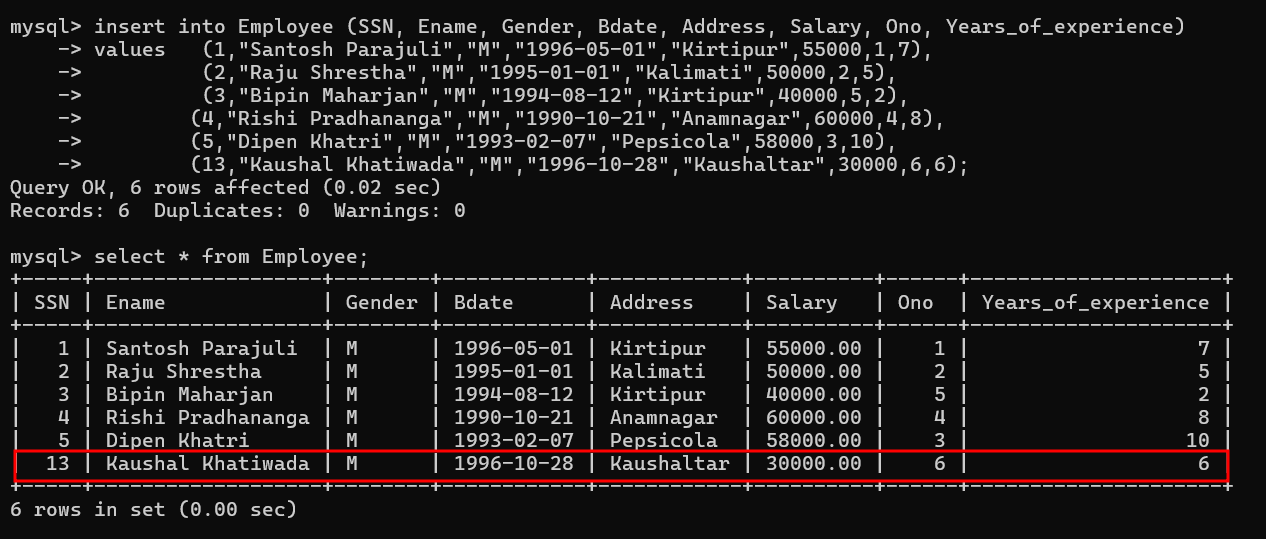 mysql> insert into Employee (SSN, Ename, Gender, Bdate, Address, Salary, Ono, Years_of_experience)
    -> values   (1,"Santosh Parajuli","M","1996-05-01","Kirtipur",55000,1,7),
    ->          (2,"Raju Shrestha","M","1995-01-01","Kalimati",50000,2,5),
    ->          (3,"Bipin Maharjan","M","1994-08-12","Kirtipur",40000,5,2),
    ->         (4,"Rishi Pradhananga","M","1990-10-21","Anamnagar",60000,4,8),
    ->         (5,"Dipen Khatri","M","1993-02-07","Pepsicola",58000,3,10),
    ->         (13,"Kaushal Khatiwada","M","1996-10-28","Kaushaltar",30000,6,6);
Query OK, 6 rows affected (0.02 sec)
Records: 6  Duplicates: 0  Warnings: 0
mysql> select * from Employee;
+-----+-------------------+--------+------------+------------+----------+------+---------------------+
| SSN | Ename             | Gender | Bdate      | Address    | Salary   | Ono  | Years_of_experience |
+-----+-------------------+--------+------------+------------+----------+------+---------------------+
|   1 | Santosh Parajuli  | M      | 1996-05-01 | Kirtipur   | 55000.00 |    1 |                   7 |
|   2 | Raju Shrestha     | M      | 1995-01-01 | Kalimati   | 50000.00 |    2 |                   5 |
|   3 | Bipin Maharjan    | M      | 1994-08-12 | Kirtipur   | 40000.00 |    5 |                   2 |
|   4 | Rishi Pradhananga | M      | 1990-10-21 | Anamnagar  | 60000.00 |    4 |                   8 |
|   5 | Dipen Khatri      | M      | 1993-02-07 | Pepsicola  | 58000.00 |    3 |                  10 |
|  13 | Kaushal Khatiwada | M      | 1996-10-28 | Kaushaltar | 30000.00 |    6 |                   6 |
+-----+-------------------+--------+------------+------------+----------+------+---------------------+
6 rows in set (0.00 sec)